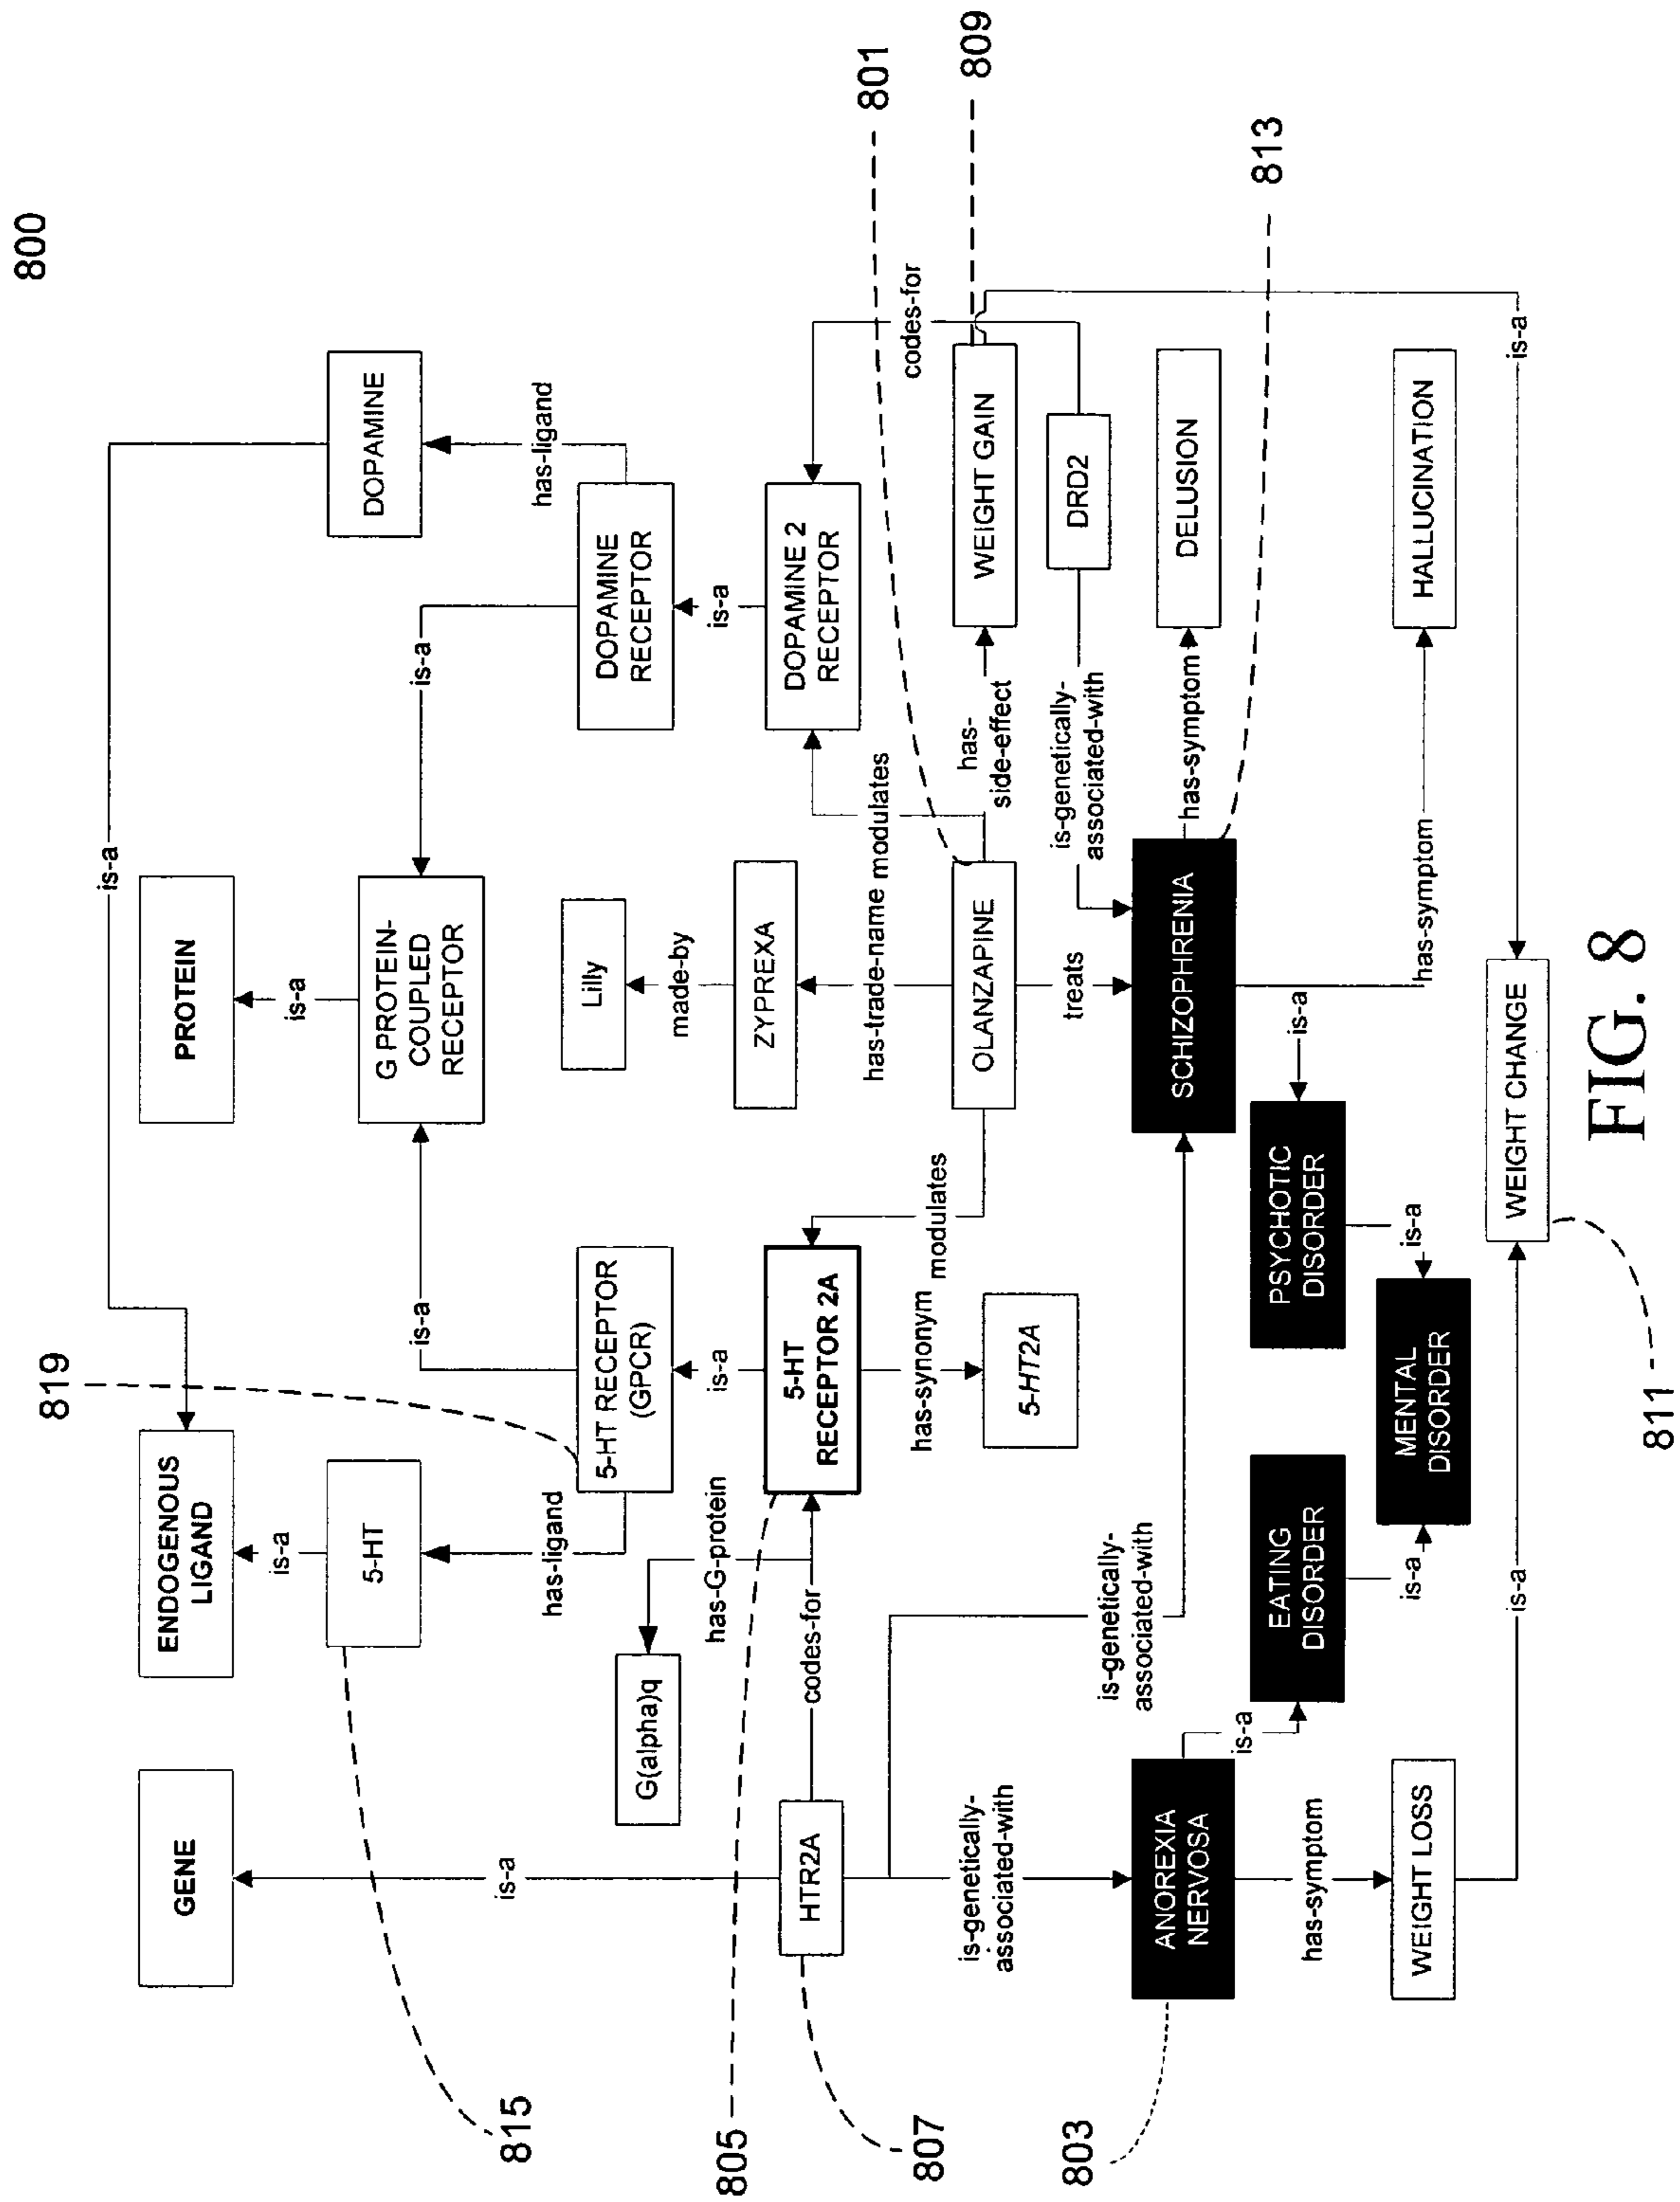 800
GENE
ENDOGENOUS
LIGAND
PROTEIN
is-a
819
is-a
5-HT
815
is-a
G PROTEIN-
COUPLED
RECEPTOR
DOPAMINE
is-a
is-a
is-a
has-ligand
has-ligand
G(alpha)q
5-HT RECEPTOR
(GPCR)
Lilly
DOPAMINE
RECEPTOR
has-G-protein
is-a
made-by
is-a
805
HTR2A
codes-for
5-HT
RECEPTOR 2A
ZYPREXA
DOPAMINE 2
RECEPTOR
801
807
has-synonym
modulates
has-trade-name
modulates
codes-for
is-genetically-
associated-with
5-HT2A
OLANZAPINE
has-
side-effect
WEIGHT GAIN
809
803
is-genetically-
associated-with
treats
is-genetically-
associated-with
DRD2
ANOREXIA
NERVOSA
SCHIZOPHRENIA
has-symptom
DELUSION
813
is-a
EATING
DISORDER
PSYCHOTIC
DISORDER
is-a
has-symptom
is-a
is-a
WEIGHT LOSS
MENTAL
DISORDER
has-symptom
HALLUCINATION
is-a
WEIGHT CHANGE
is-a
811
FIG. 8